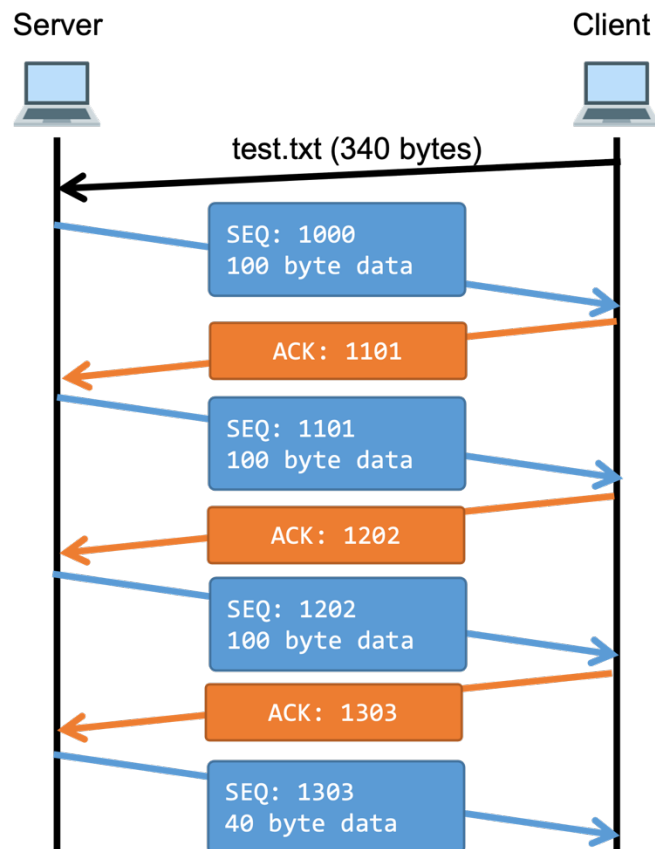 Server
Client
test.txt (340 bytes)
SEQ: 1000
100 byte data
ACK: 1101
SEQ: 1101
100 byte data
ACK: 1202
SEQ: 1202
100 byte data
ACK: 1303
SEQ: 1303
40 byte data